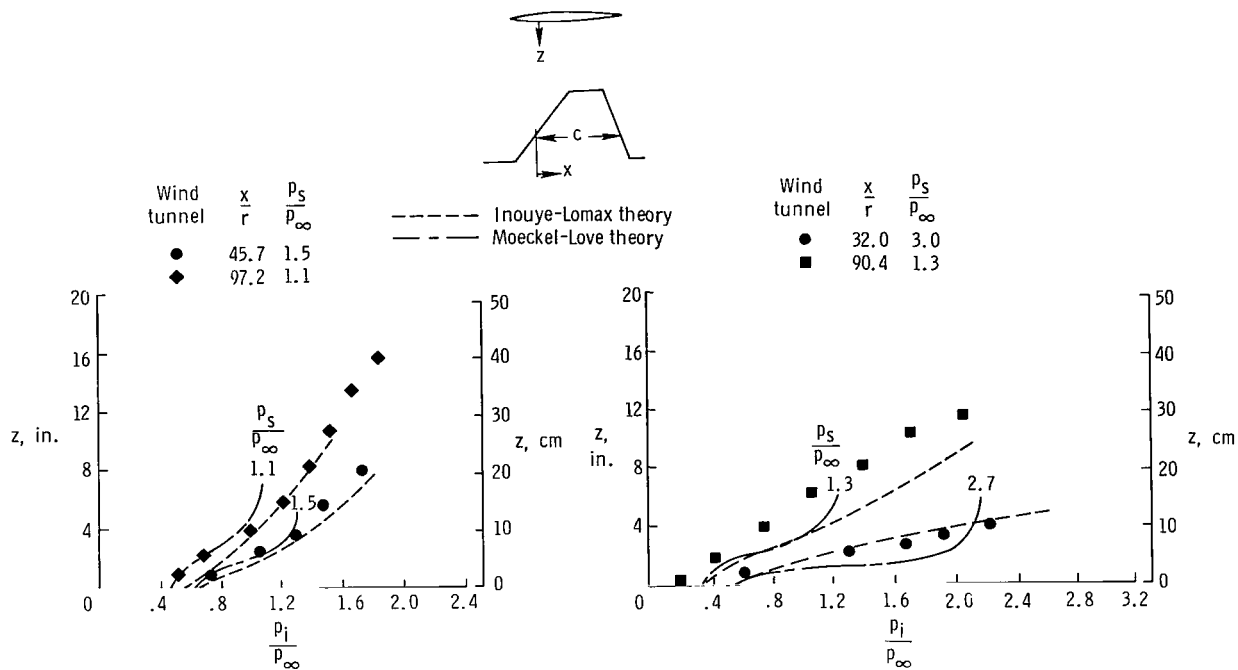 z
c
x
Wind tunnel
x/r
p_s/p_∞
45.7 1.5
97.2 1.1
Inouye-Lomax theory
Moeckel-Love theory
Wind tunnel
x/r
p_s/p_∞
32.0 3.0
90.4 1.3
20
16
12
8
4
0
z, in.
50
40
30
20
10
0
z, cm
p_s/p_∞
1.1
1.5
.4 .8 1.2 1.6 2.0 2.4
p_i/p_∞
20
16
12
8
4
0
z, in.
50
40
30
20
10
0
z, cm
p_s/p_∞
1.3
2.7
.4 .8 1.2 1.6 2.0 2.4 2.8 3.2
p_i/p_∞